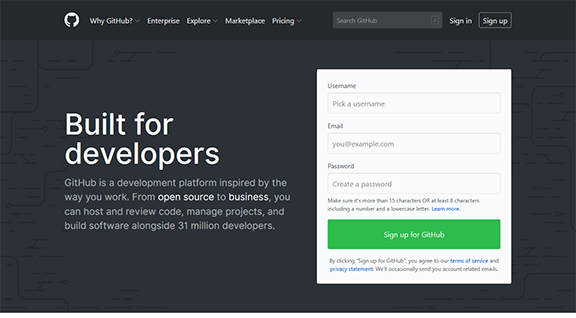 Why GitHub? Enterprise Explore Marketplace Pricing Search GitHub / Sign in Sign up
Built for
developers
GitHub is a development platform inspired by the
way you work. From open source to business, you
can host and review code, manage projects, and
build software alongside 31 million developers.
Username
Pick a username
Email
you@example.com
Password
Create a password
Make sure it's more than 15 characters OR at least 8 characters
including a number and a lowercase letter. Learn more.
Sign up for GitHub
By clicking "Sign up for GitHub", you agree to our terms of service and
privacy statement. We'll occasionally send you account related emails.